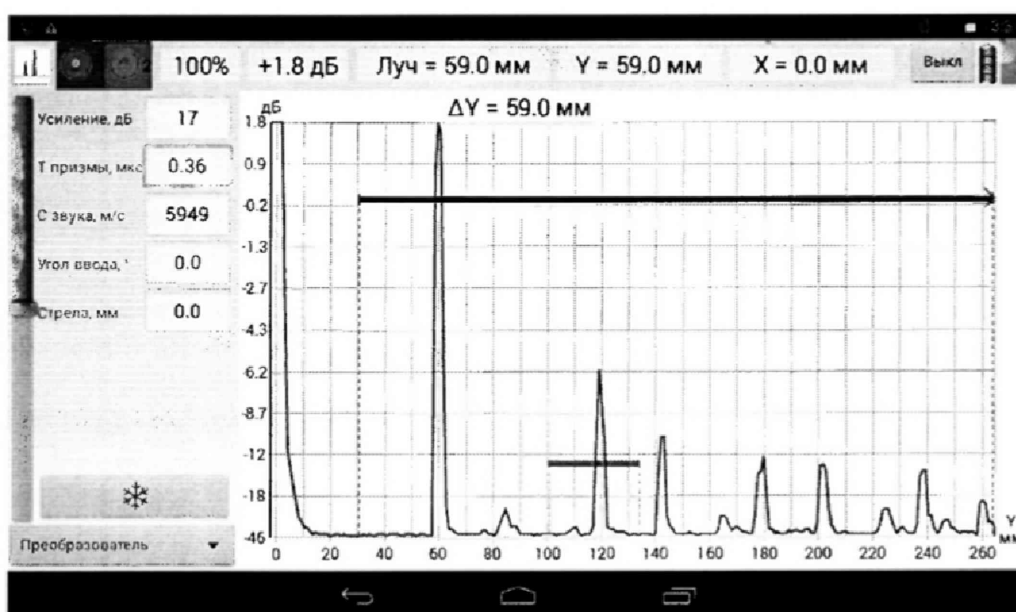 100% +1.8 дБ Луч = 59.0 мм Y = 59.0 мм X = 0.0 мм Выкл
Усиление, дБ 17
Т призмы, мкс 0.36
С звука, м/с 5949
Угол ввода, ° 0.0
Стрела, мм 0.0
Преобразователь
дБ ΔY = 59.0 мм
1.8
0.9
-0.2
-1.3
-2.7
-4.3
-6.2
-8.7
-12
-18
-46
0 20 40 60 80 100 120 140 160 180 200 220 240 260
Y
мм